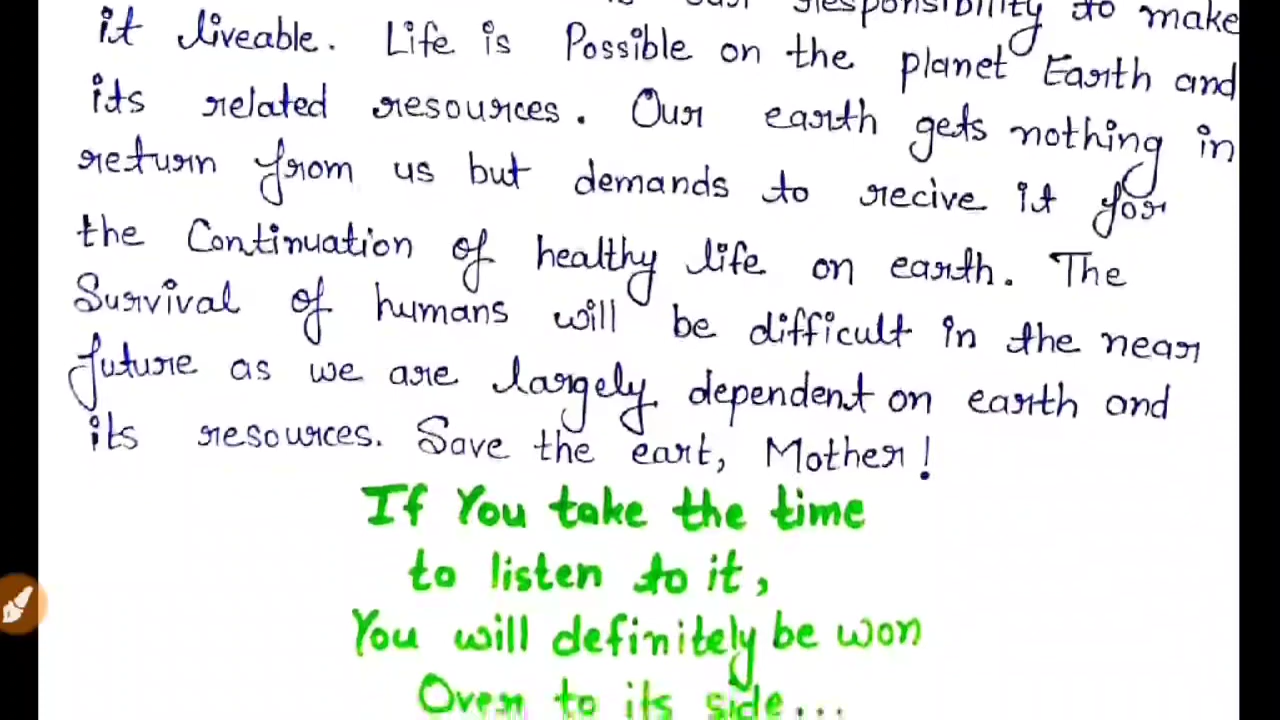 responsibility to make
it liveable. Life is Possible on the planet Earth and
its related resources. Our earth gets nothing in
return from us but demands to recive it for
the Continuation of healthy life on earth. The
Survival of humans will be difficult in the near
future as we are largely dependent on earth and
its resources. Save the eart, Mother!
If You take the time
to listen to it,
You will definitely be won
Over to its side...